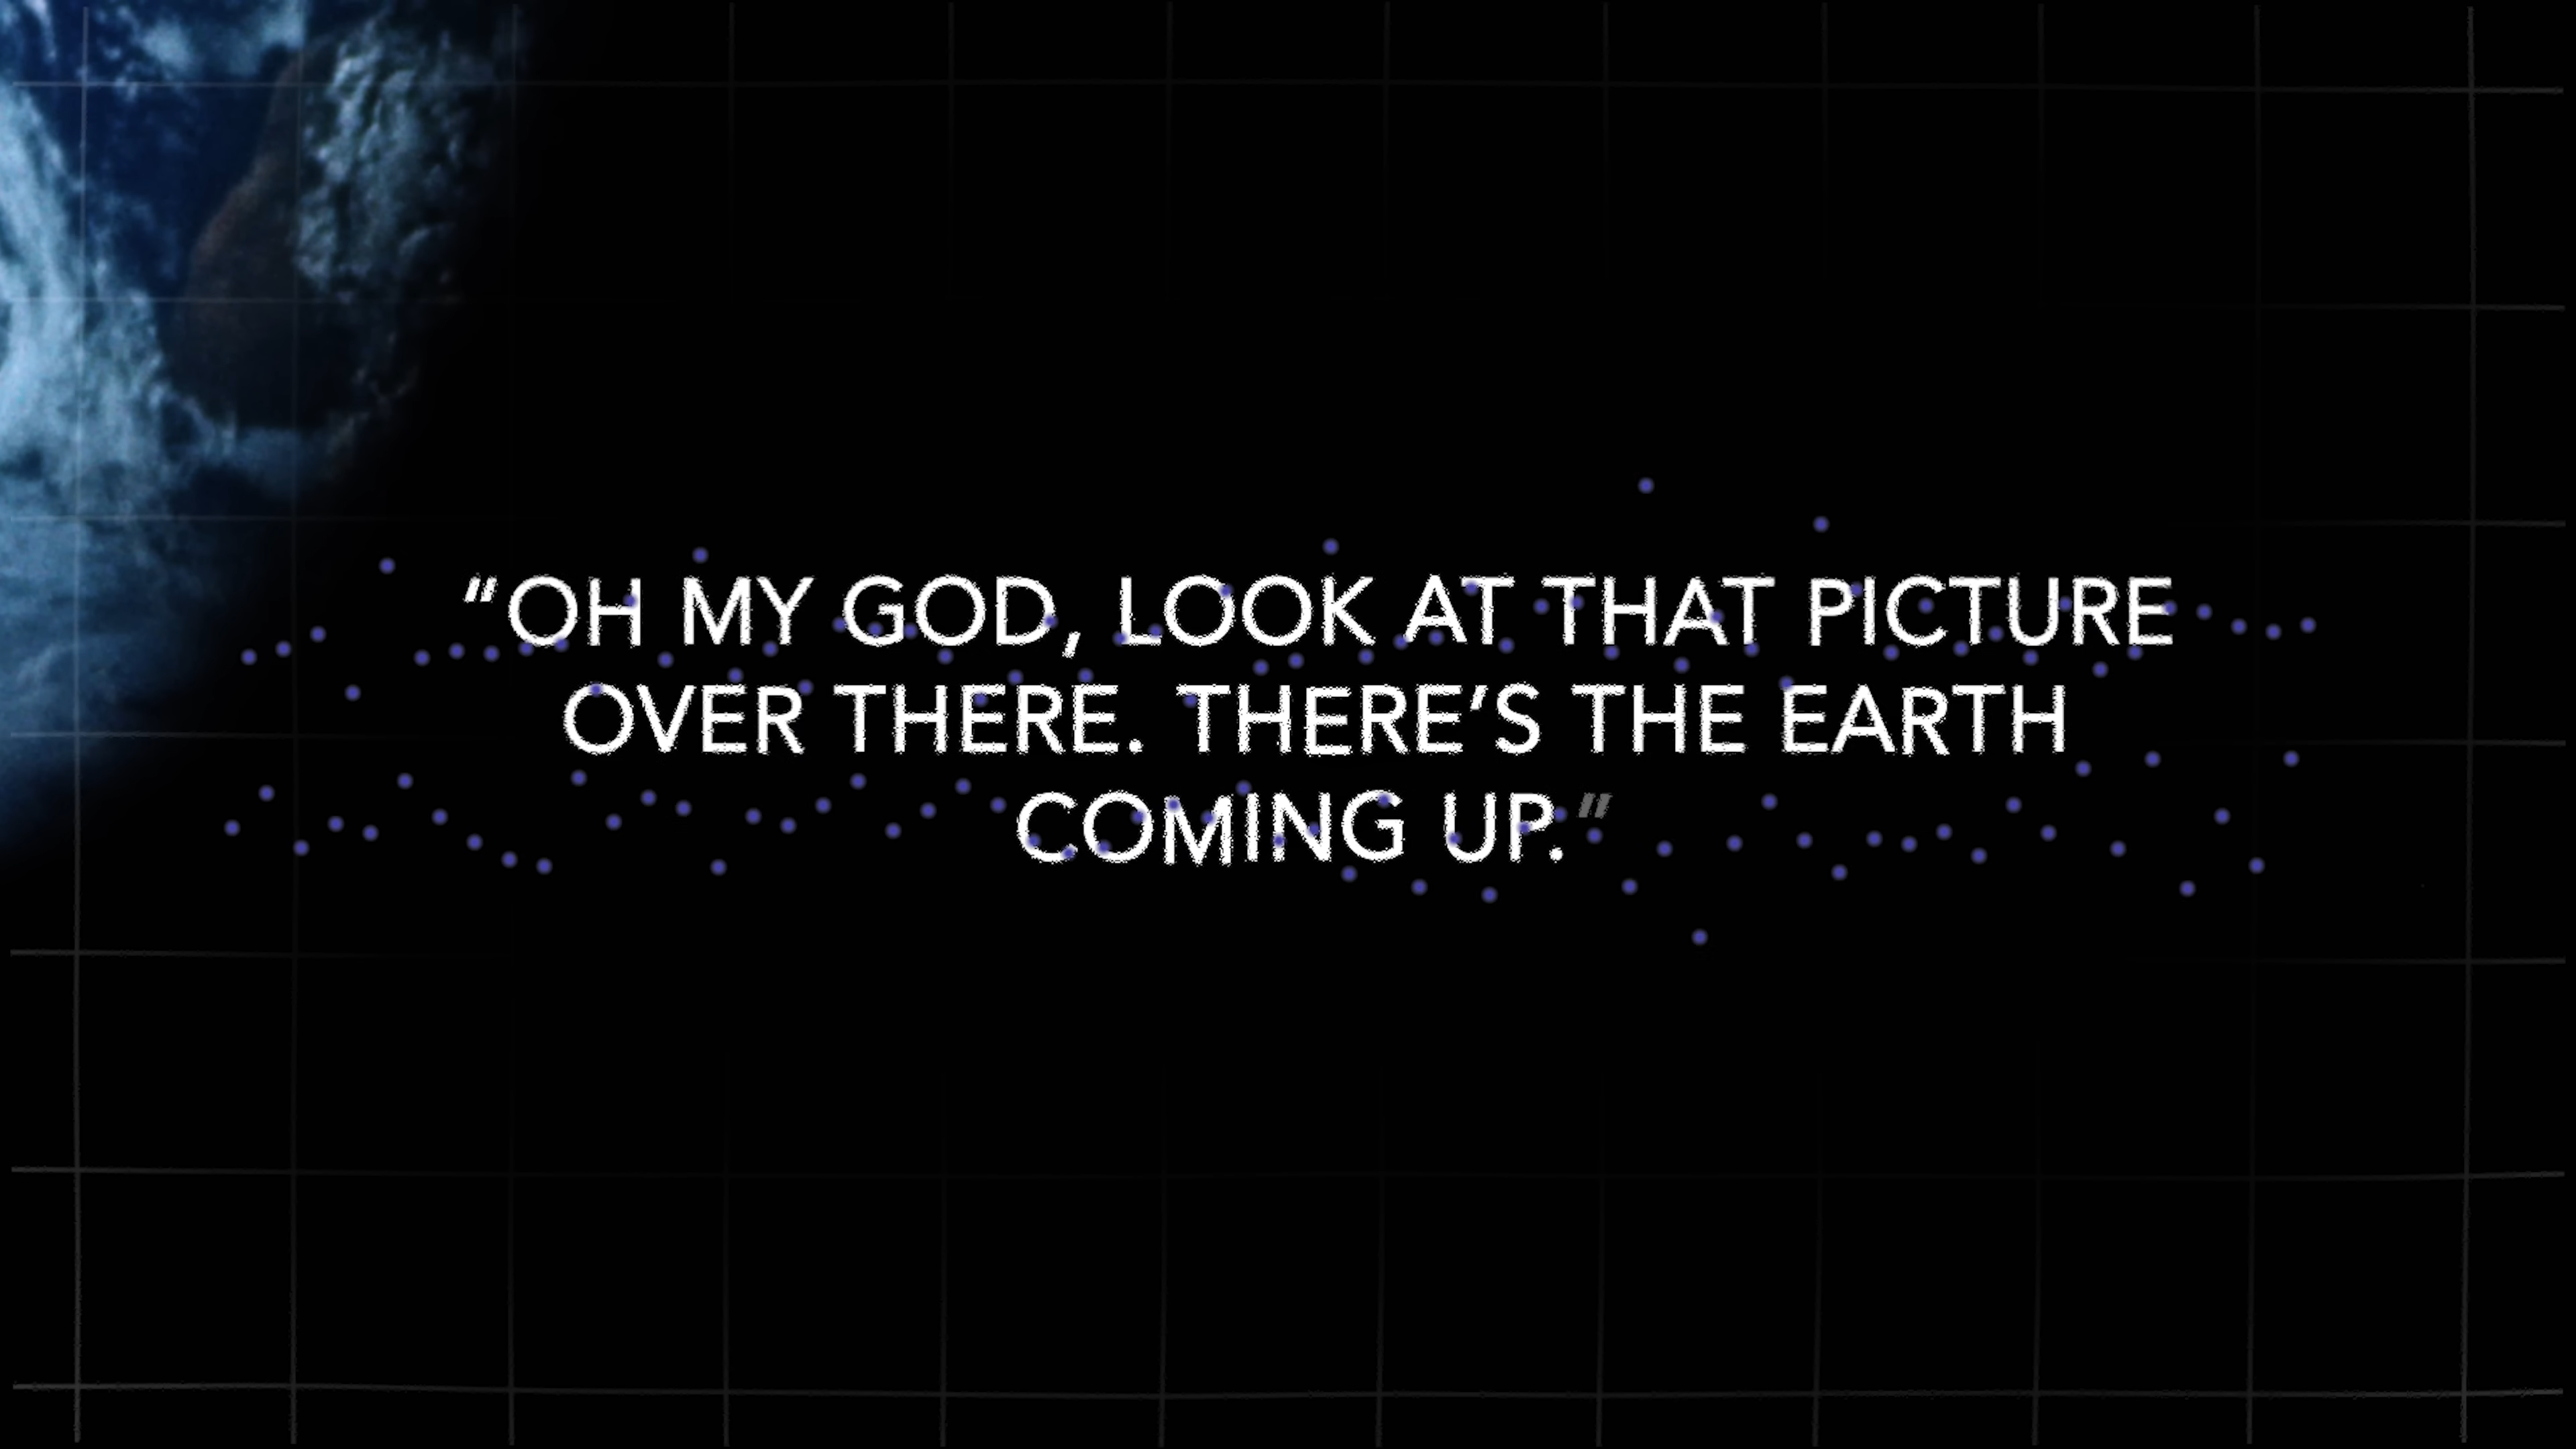 “OH MY GOD, LOOK AT THAT PICTURE
OVER THERE. THERE’S THE EARTH
COMING UP.”